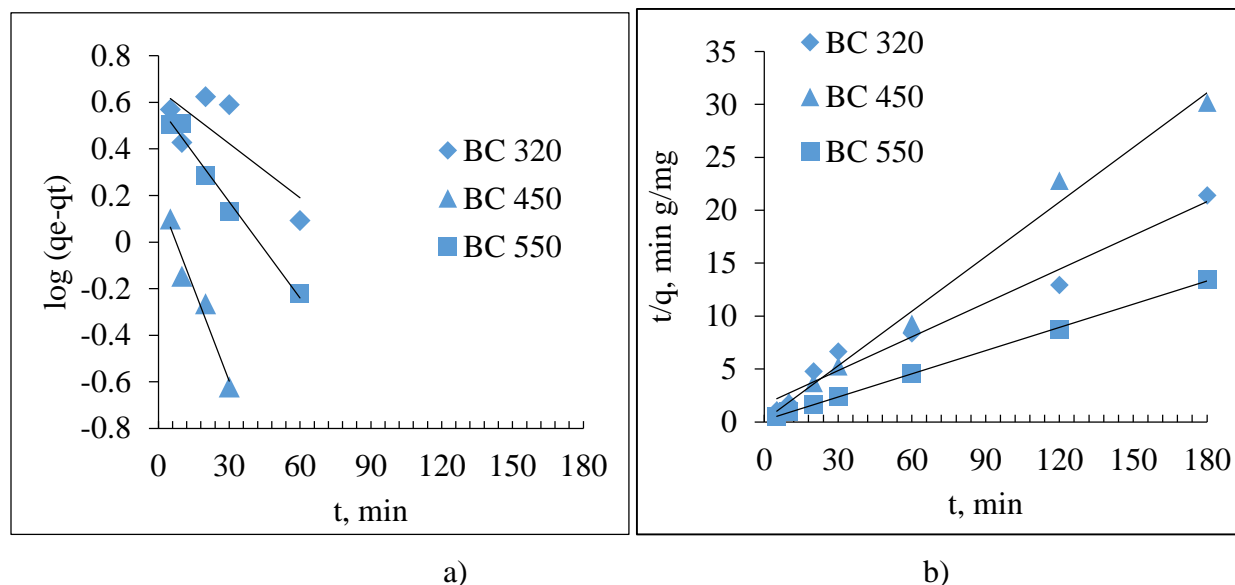 0.8
0.6
0.4
0.2
0
-0.2
-0.4
-0.6
-0.8
log (qe-qt)
0 30 60 90 120 150 180
t, min
BC 320
BC 450
BC 550
a)
35
30
25
20
15
10
5
0
t/q, min g/mg
0 30 60 90 120 150 180
t, min
BC 320
BC 450
BC 550
b)